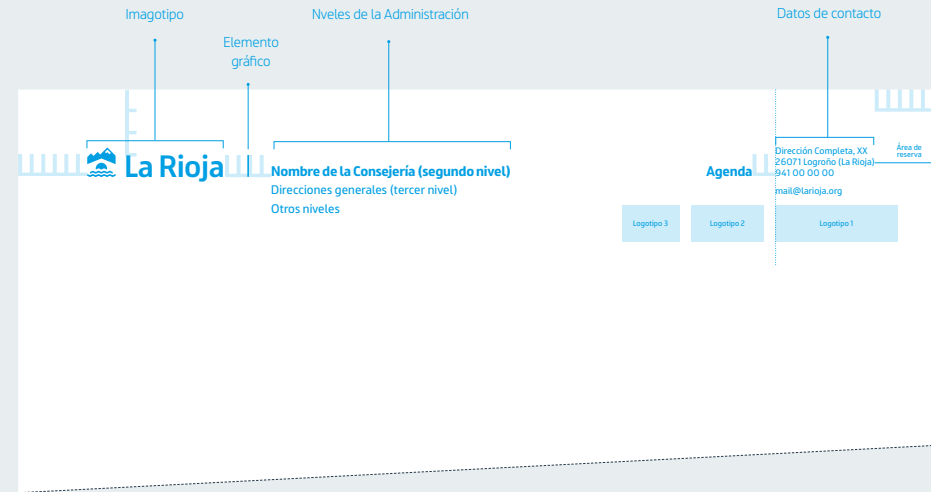 Imagotipo
Nveles de la Administración
Datos de contacto
Elemento
gráfico
La Rioja
Nombre de la Consejería (segundo nivel)
Direcciones generales (tercer nivel)
Otros niveles
Agenda
Dirección Completa, XX
26071 Logroño (La Rioja)
941 00 00 00
mail@larioja.org
Área de
reserva
Logotipo 3
Logotipo 2
Logotipo 1